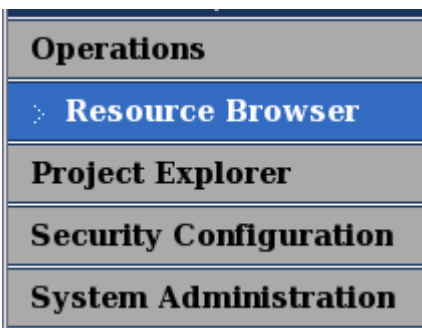 Operations
Resource Browser
Project Explorer
Security Configuration
System Administration